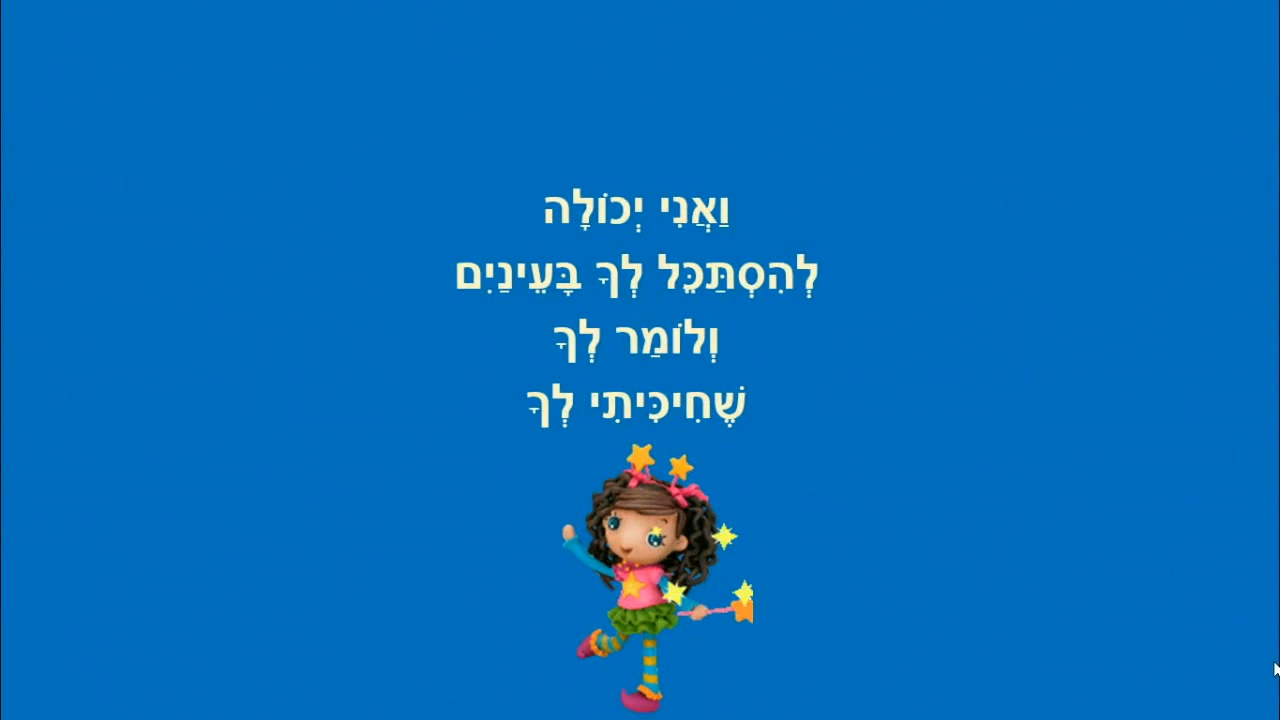 וַאֲנִי יְכוֹלָה
לְהִסְתַּכֵּל לְךָ בָּעֵינַיִם
וְלוֹמַר לְךָ
שֶׁחִיכִּיתִי לְךָ